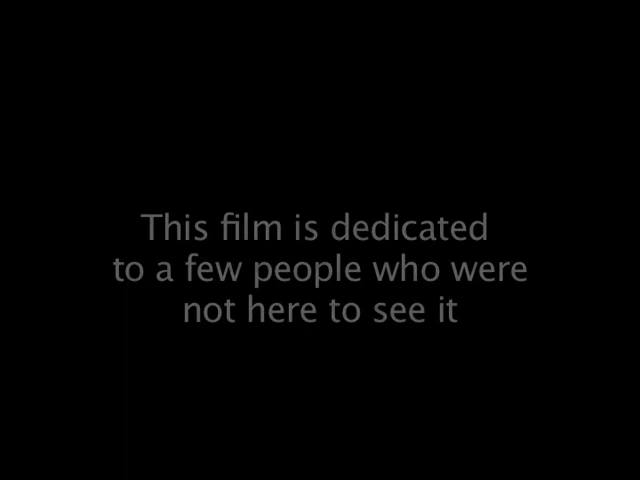 This film is dedicated
to a few people who were
not here to see it